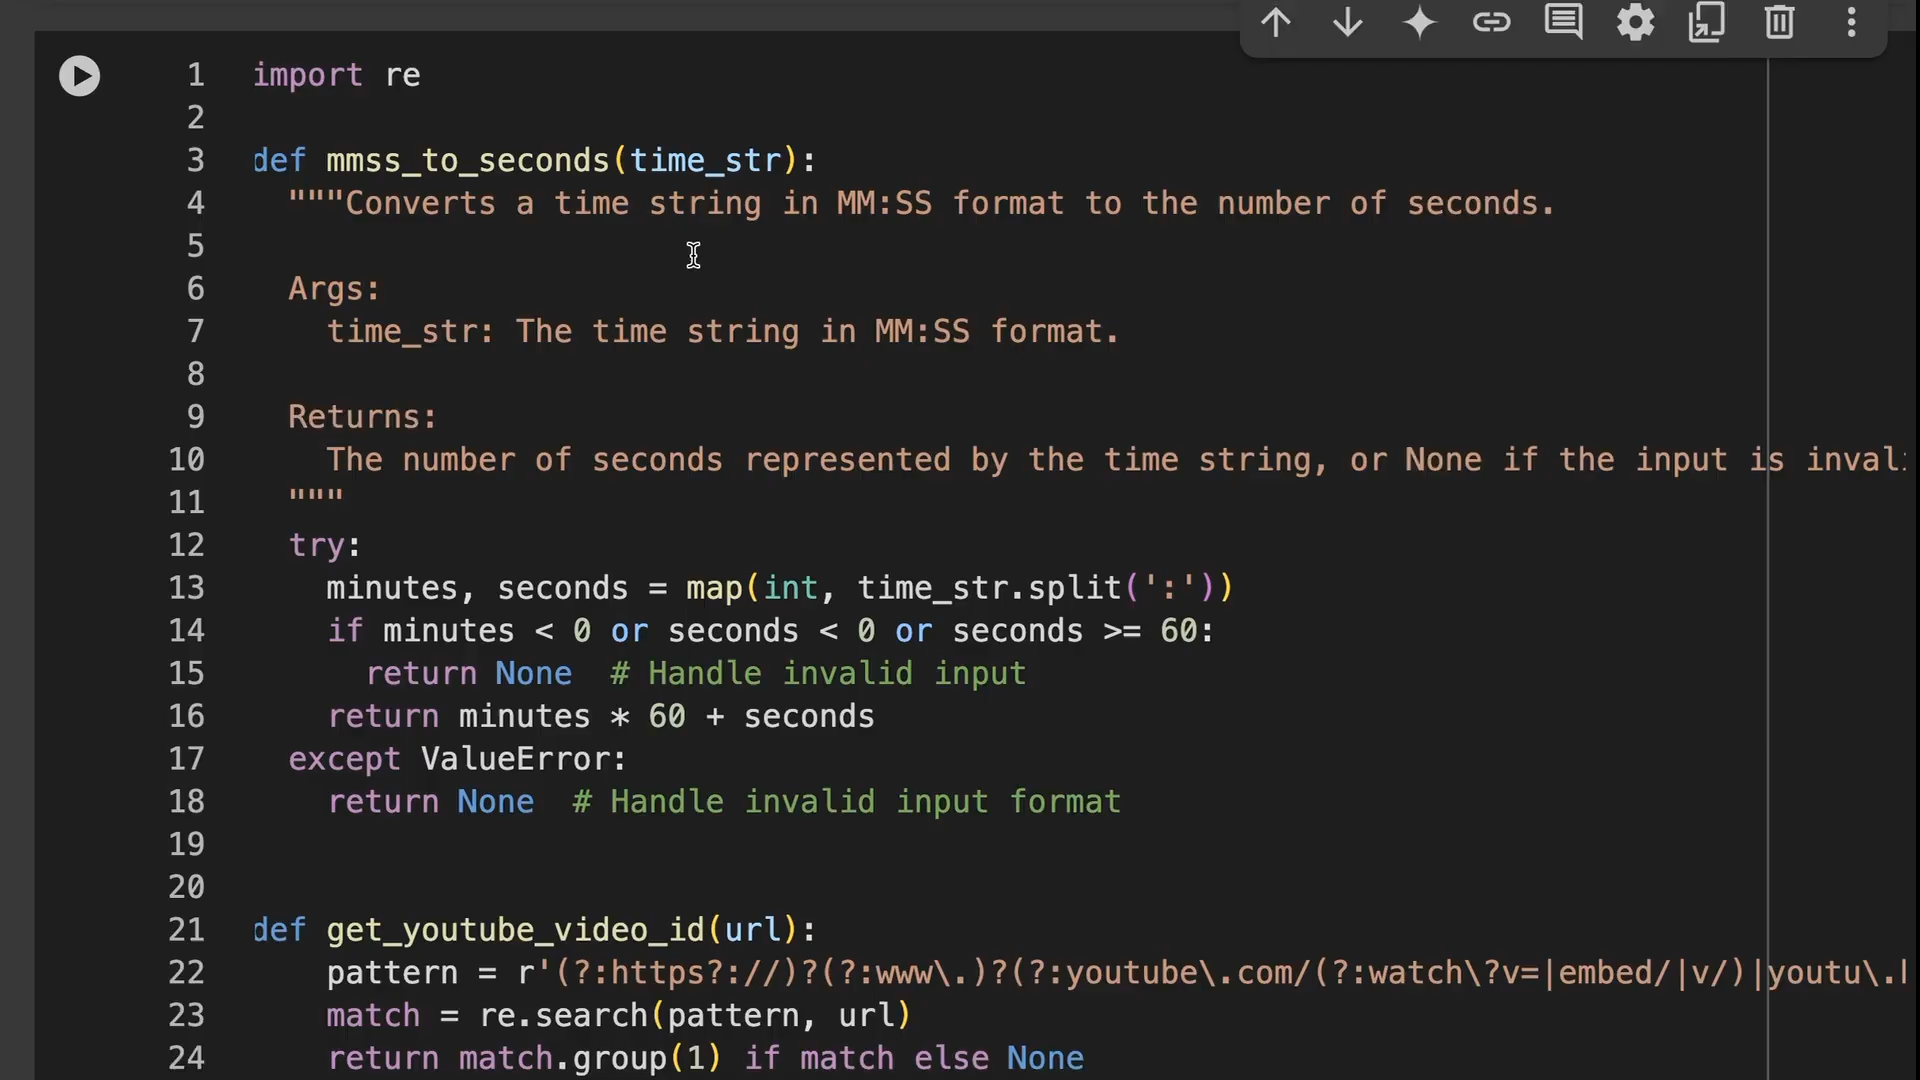 1 import re
2
3 def mmss_to_seconds(time_str):
4 """Converts a time string in MM:SS format to the number of seconds.
5
6 Args:
7 time_str: The time string in MM:SS format.
8
9 Returns:
10 The number of seconds represented by the time string, or None if the input is invali
11 """
12 try:
13 minutes, seconds = map(int, time_str.split(':'))
14 if minutes < 0 or seconds < 0 or seconds >= 60:
15 return None # Handle invalid input
16 return minutes * 60 + seconds
17 except ValueError:
18 return None # Handle invalid input format
19
20
21 def get_youtube_video_id(url):
22 pattern = r'(?:https?://)?(?:www\.)?(?:youtube\.com/(?:watch\?v=|embed/|v/)|youtu\.
23 match = re.search(pattern, url)
24 return match.group(1) if match else None